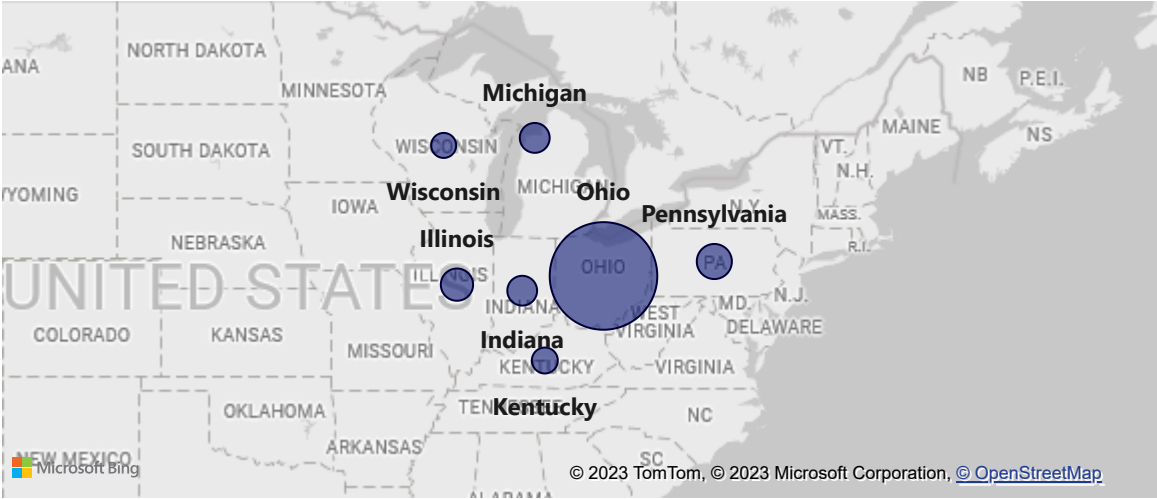 NORTH DAKOTA
ANA
MINNESOTA
Michigan
NB
P.E.I.
MAINE
NS
SOUTH DAKOTA
WISCONSIN
VT.
N.H.
YOMING
Wisconsin
MICHIGAN
Ohio
IOWA
N.Y.
Pennsylvania
MASS.
NEBRASKA
Illinois
R.I.
UNITED STATES
ILLINOIS
OHIO
PA
INDIANA
MD.
N.J.
COLORADO
KANSAS
WEST
VIRGINIA
DELAWARE
Indiana
MISSOURI
KENTUCKY
VIRGINIA
OKLAHOMA
TENNESSEE
Kentucky
NC
ARKANSAS
NEW MEXICO
Microsoft Bing
SC
© 2023 TomTom, © 2023 Microsoft Corporation, © OpenStreetMap
ALABAMA